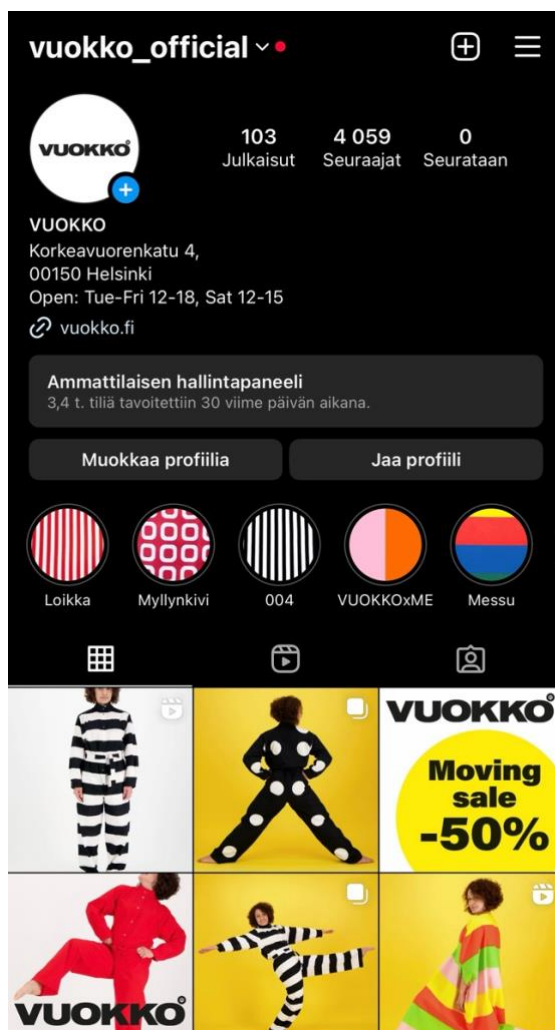 vuokko_official
VUOKKO
103
4 059
0
Julkaisut
Seuraajat
Seurataan
VUOKKO
Korkeavuorenkatu 4,
00150 Helsinki
Open: Tue-Fri 12-18, Sat 12-15
vuokko.fi
Ammattilaisen hallintapaneeli
3,4 t. tiliä tavoitettiin 30 viime päivän aikana.
Muokkaa profiilia
Jaa profiili
Loikka
Myllynkivi
004
VUOKKOxME
Messu
VUOKKO
Moving
sale
-50%
VUOKKO